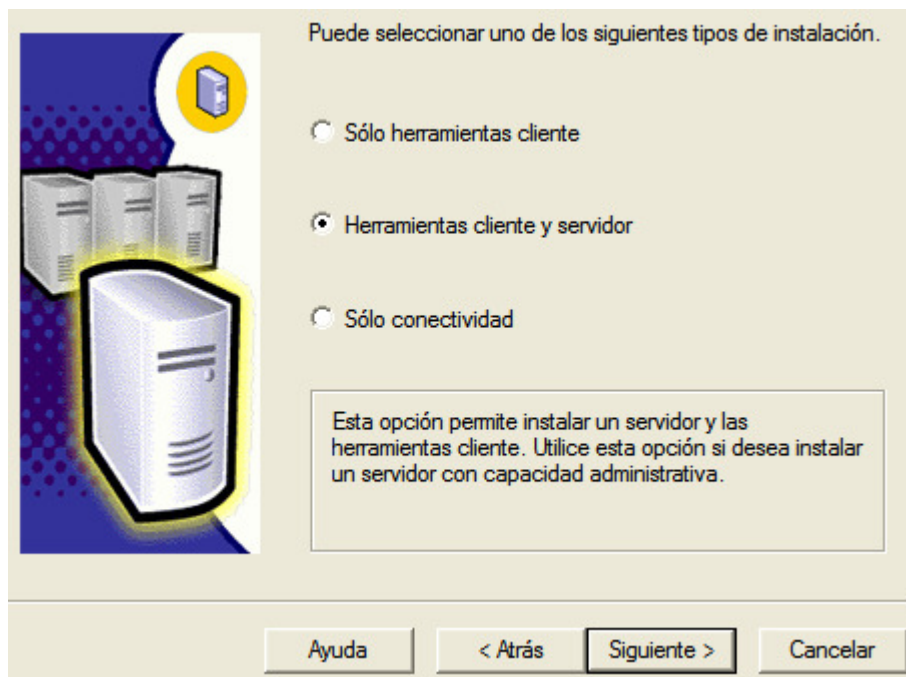 Puede seleccionar uno de los siguientes tipos de instalación.
Sólo herramientas cliente
Herramientas cliente y servidor
Sólo conectividad
Esta opción permite instalar un servidor y las
herramientas cliente. Utilice esta opción si desea instalar
un servidor con capacidad administrativa.
Ayuda
< Atrás
Siguiente >
Cancelar